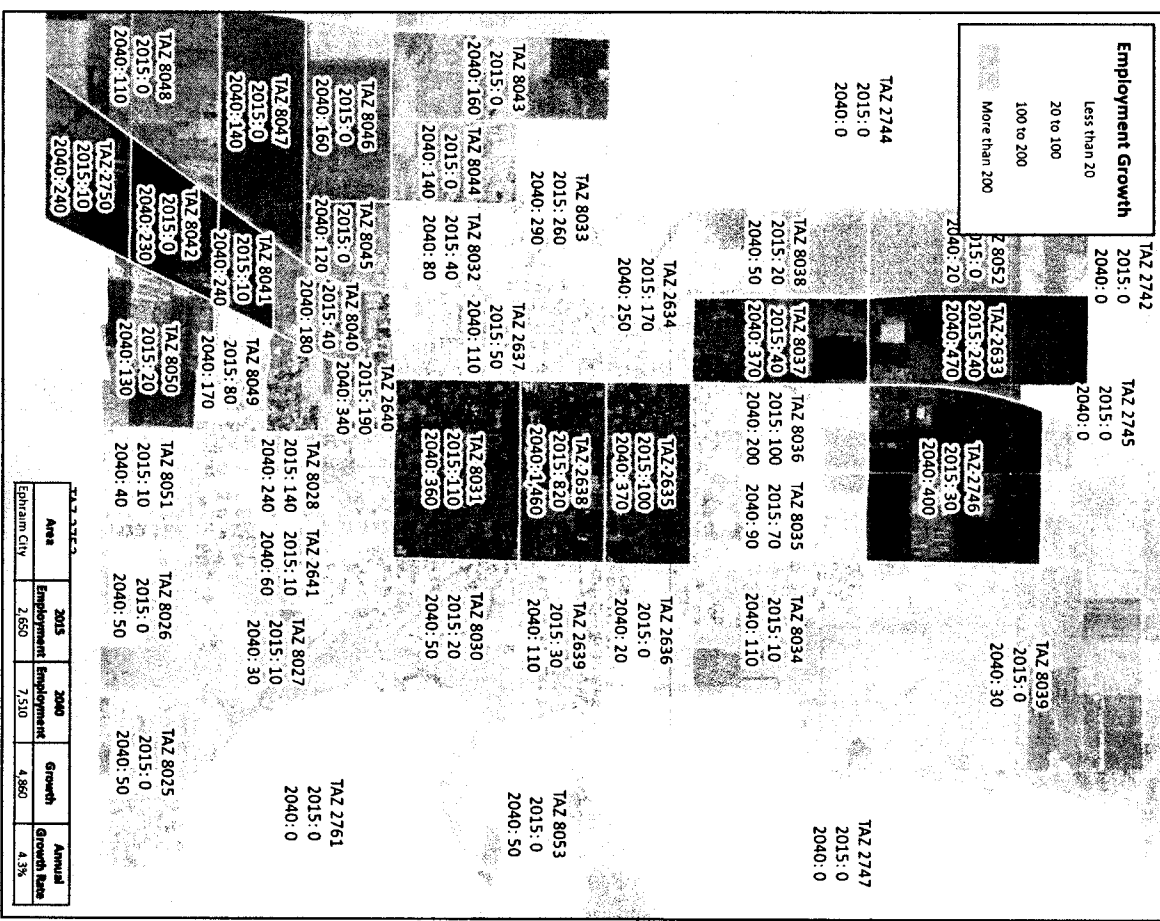 Employment Growth
Less than 20
20 to 100
100 to 200
More than 200
TAZ 2742
2015: 0
2040: 0
TAZ 2745
2015: 0
2040: 0
TAZ 8039
2015: 0
2040: 30
Z 8052
015: 0
2040: 20
TAZ 2633
2015: 240
2040: 470
TAZ 2746
2015: 30
2040: 400
TAZ 2744
2015: 0
2040: 0
TAZ 2747
2015: 0
2040: 0
TAZ 8038
2015: 20
2040: 50
TAZ 8037
2015: 40
2040: 370
TAZ 8036
2015: 100
2040: 200
TAZ 8035
2015: 70
2040: 90
TAZ 8034
2015: 10
2040: 110
TAZ 2634
2015: 170
2040: 250
TAZ 2635
2015: 100
2040: 370
TAZ 2636
2015: 0
2040: 20
TAZ 8033
2015: 260
2040: 290
TAZ 2638
2015: 820
2040: 1,460
TAZ 2639
2015: 30
2040: 110
TAZ 8053
2015: 0
2040: 50
TAZ 8043
2015: 0
2040: 160
TAZ 2637
2015: 50
2040: 110
TAZ 8044
2015: 0
2040: 140
TAZ 8032
2015: 40
2040: 80
TAZ 8031
2015: 110
2040: 360
TAZ 8030
2015: 20
2040: 50
TAZ 8046
2015: 0
2040: 160
TAZ 8045
2015: 0
2040: 120
TAZ 8040
2015: 40
2040: 180
TAZ 2640
2015: 190
2040: 340
TAZ 2761
2015: 0
2040: 0
TAZ 8047
2015: 0
2040: 140
TAZ 8041
2015: 10
2040: 240
TAZ 8028
2015: 140
2040: 240
TAZ 2641
2015: 10
2040: 60
TAZ 8027
2015: 10
2040: 30
TAZ 8042
2015: 0
2040: 230
TAZ 8049
2015: 80
2040: 170
TAZ 8048
2015: 0
2040: 110
TAZ 8050
2015: 20
2040: 130
TAZ 8051
2015: 10
2040: 40
TAZ 8026
2015: 0
2040: 50
TAZ 8025
2015: 0
2040: 50
TAZ 2750
2015: 10
2040: 240
Area 2015 Employment 2040 Employment Growth Annual Growth Rate
Ephraim City 2,650 7,510 4,860 4.3%